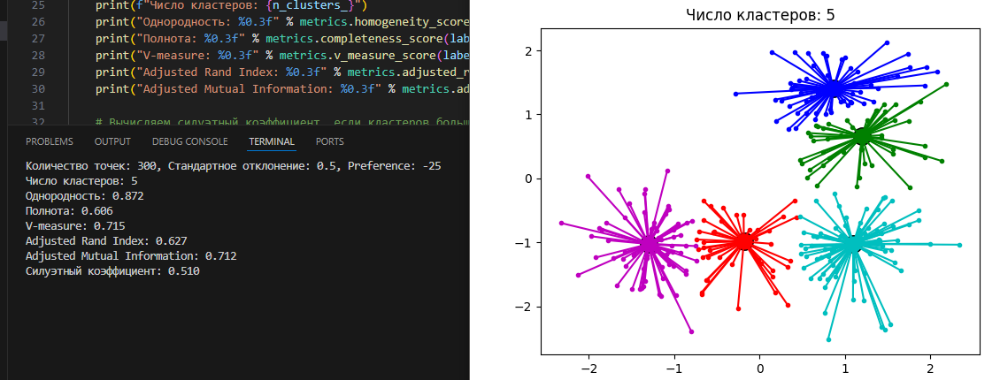 25 print(f"Число кластеров: {n_clusters_}")
26 print("Однородность: %0.3f" % metrics.homogeneity_score
27 print("Полнота: %0.3f" % metrics.completeness_score(lab
28 print("V-measure: %0.3f" % metrics.v_measure_score(labe
29 print("Adjusted Rand Index: %0.3f" % metrics.adjusted_r
30 print("Adjusted Mutual Information: %0.3f" % metrics.ad
31
32 # Вычисляем силуэтный коэффициент, если кластеров больш
PROBLEMS OUTPUT DEBUG CONSOLE TERMINAL PORTS
Количество точек: 300, Стандартное отклонение: 0.5, Preference: -25
Число кластеров: 5
Однородность: 0.872
Полнота: 0.606
V-measure: 0.715
Adjusted Rand Index: 0.627
Adjusted Mutual Information: 0.712
Силуэтный коэффициент: 0.510
Число кластеров: 5
2
1
0
−1
−2
−2 −1 0 1 2